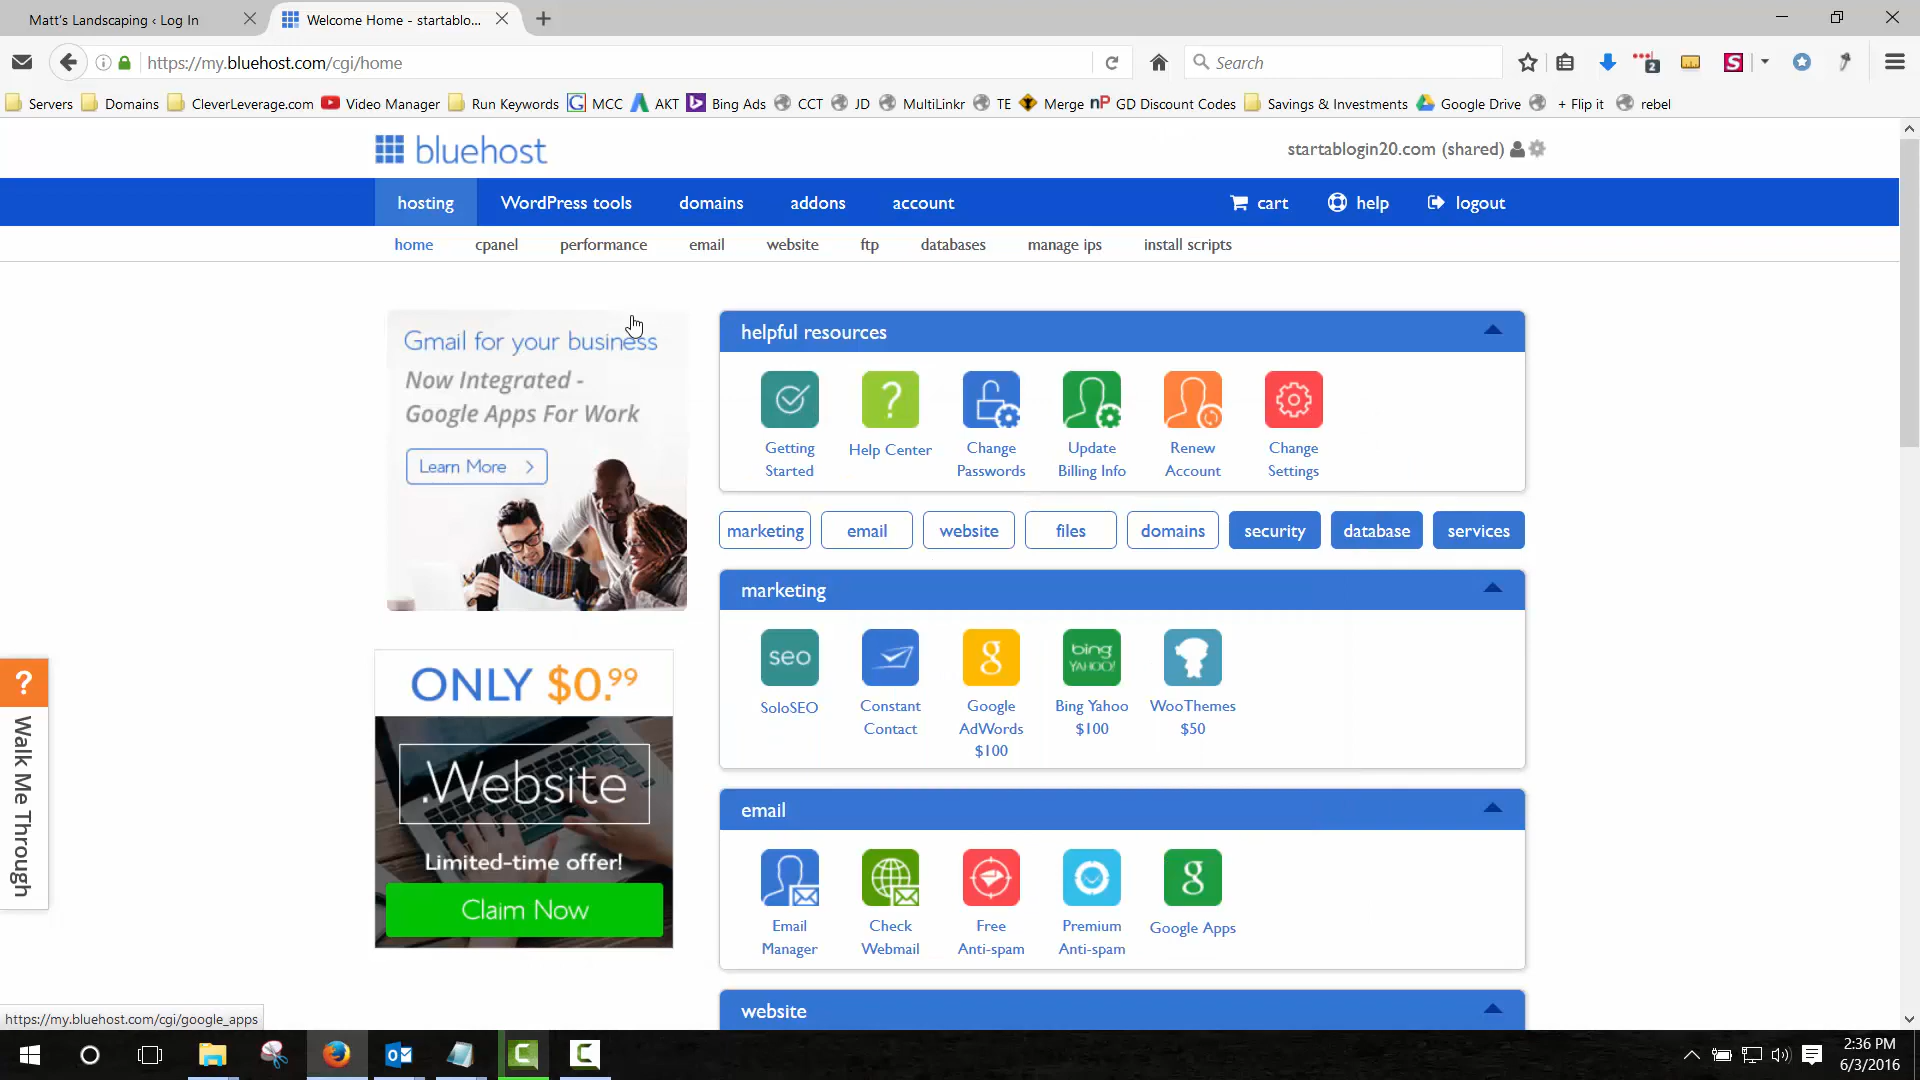 Matt's Landscaping ‹ Log In
Welcome Home - startablo...
https://my.bluehost.com/cgi/home
Search
2
S
Servers
Domains
CleverLeverage.com
Video Manager
Run Keywords
G MCC
AKT
Bing Ads
CCT
JD
MultiLinkr
TE
Merge
nP GD Discount Codes
Savings & Investments
Google Drive
+ Flip it
rebel
bluehost
startablogin20.com (shared)
hosting
WordPress tools
domains
addons
account
cart
help
logout
home
cpanel
performance
email
website
ftp
databases
manage ips
install scripts
Gmail for your business
Now Integrated -
Google Apps For Work
Learn More
helpful resources
?
Getting
Started
Help Center
Change
Passwords
Update
Billing Info
Renew
Account
Change
Settings
marketing
email
website
files
domains
security
database
services
marketing
seo
g
bing
YAHOO!
SoloSEO
Constant
Contact
Google
AdWords
$100
Bing Yahoo
$100
WooThemes
$50
ONLY $0.99
.Website
Limited-time offer!
Claim Now
?
Walk Me Through
email
g
Email
Manager
Check
Webmail
Free
Anti-spam
Premium
Anti-spam
Google Apps
website
https://my.bluehost.com/cgi/google_apps
2:36 PM
6/3/2016